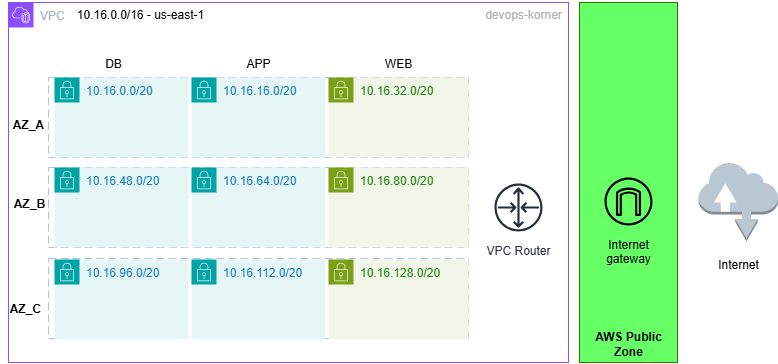 VPC 10.16.0.0/16 - us-east-1 devops-korner
DB APP WEB
10.16.0.0/20 10.16.16.0/20 10.16.32.0/20
AZ_A
10.16.48.0/20 10.16.64.0/20 10.16.80.0/20
AZ_B
VPC Router
Internet
gateway
Internet
10.16.96.0/20 10.16.112.0/20 10.16.128.0/20
AZ_C
AWS Public
Zone